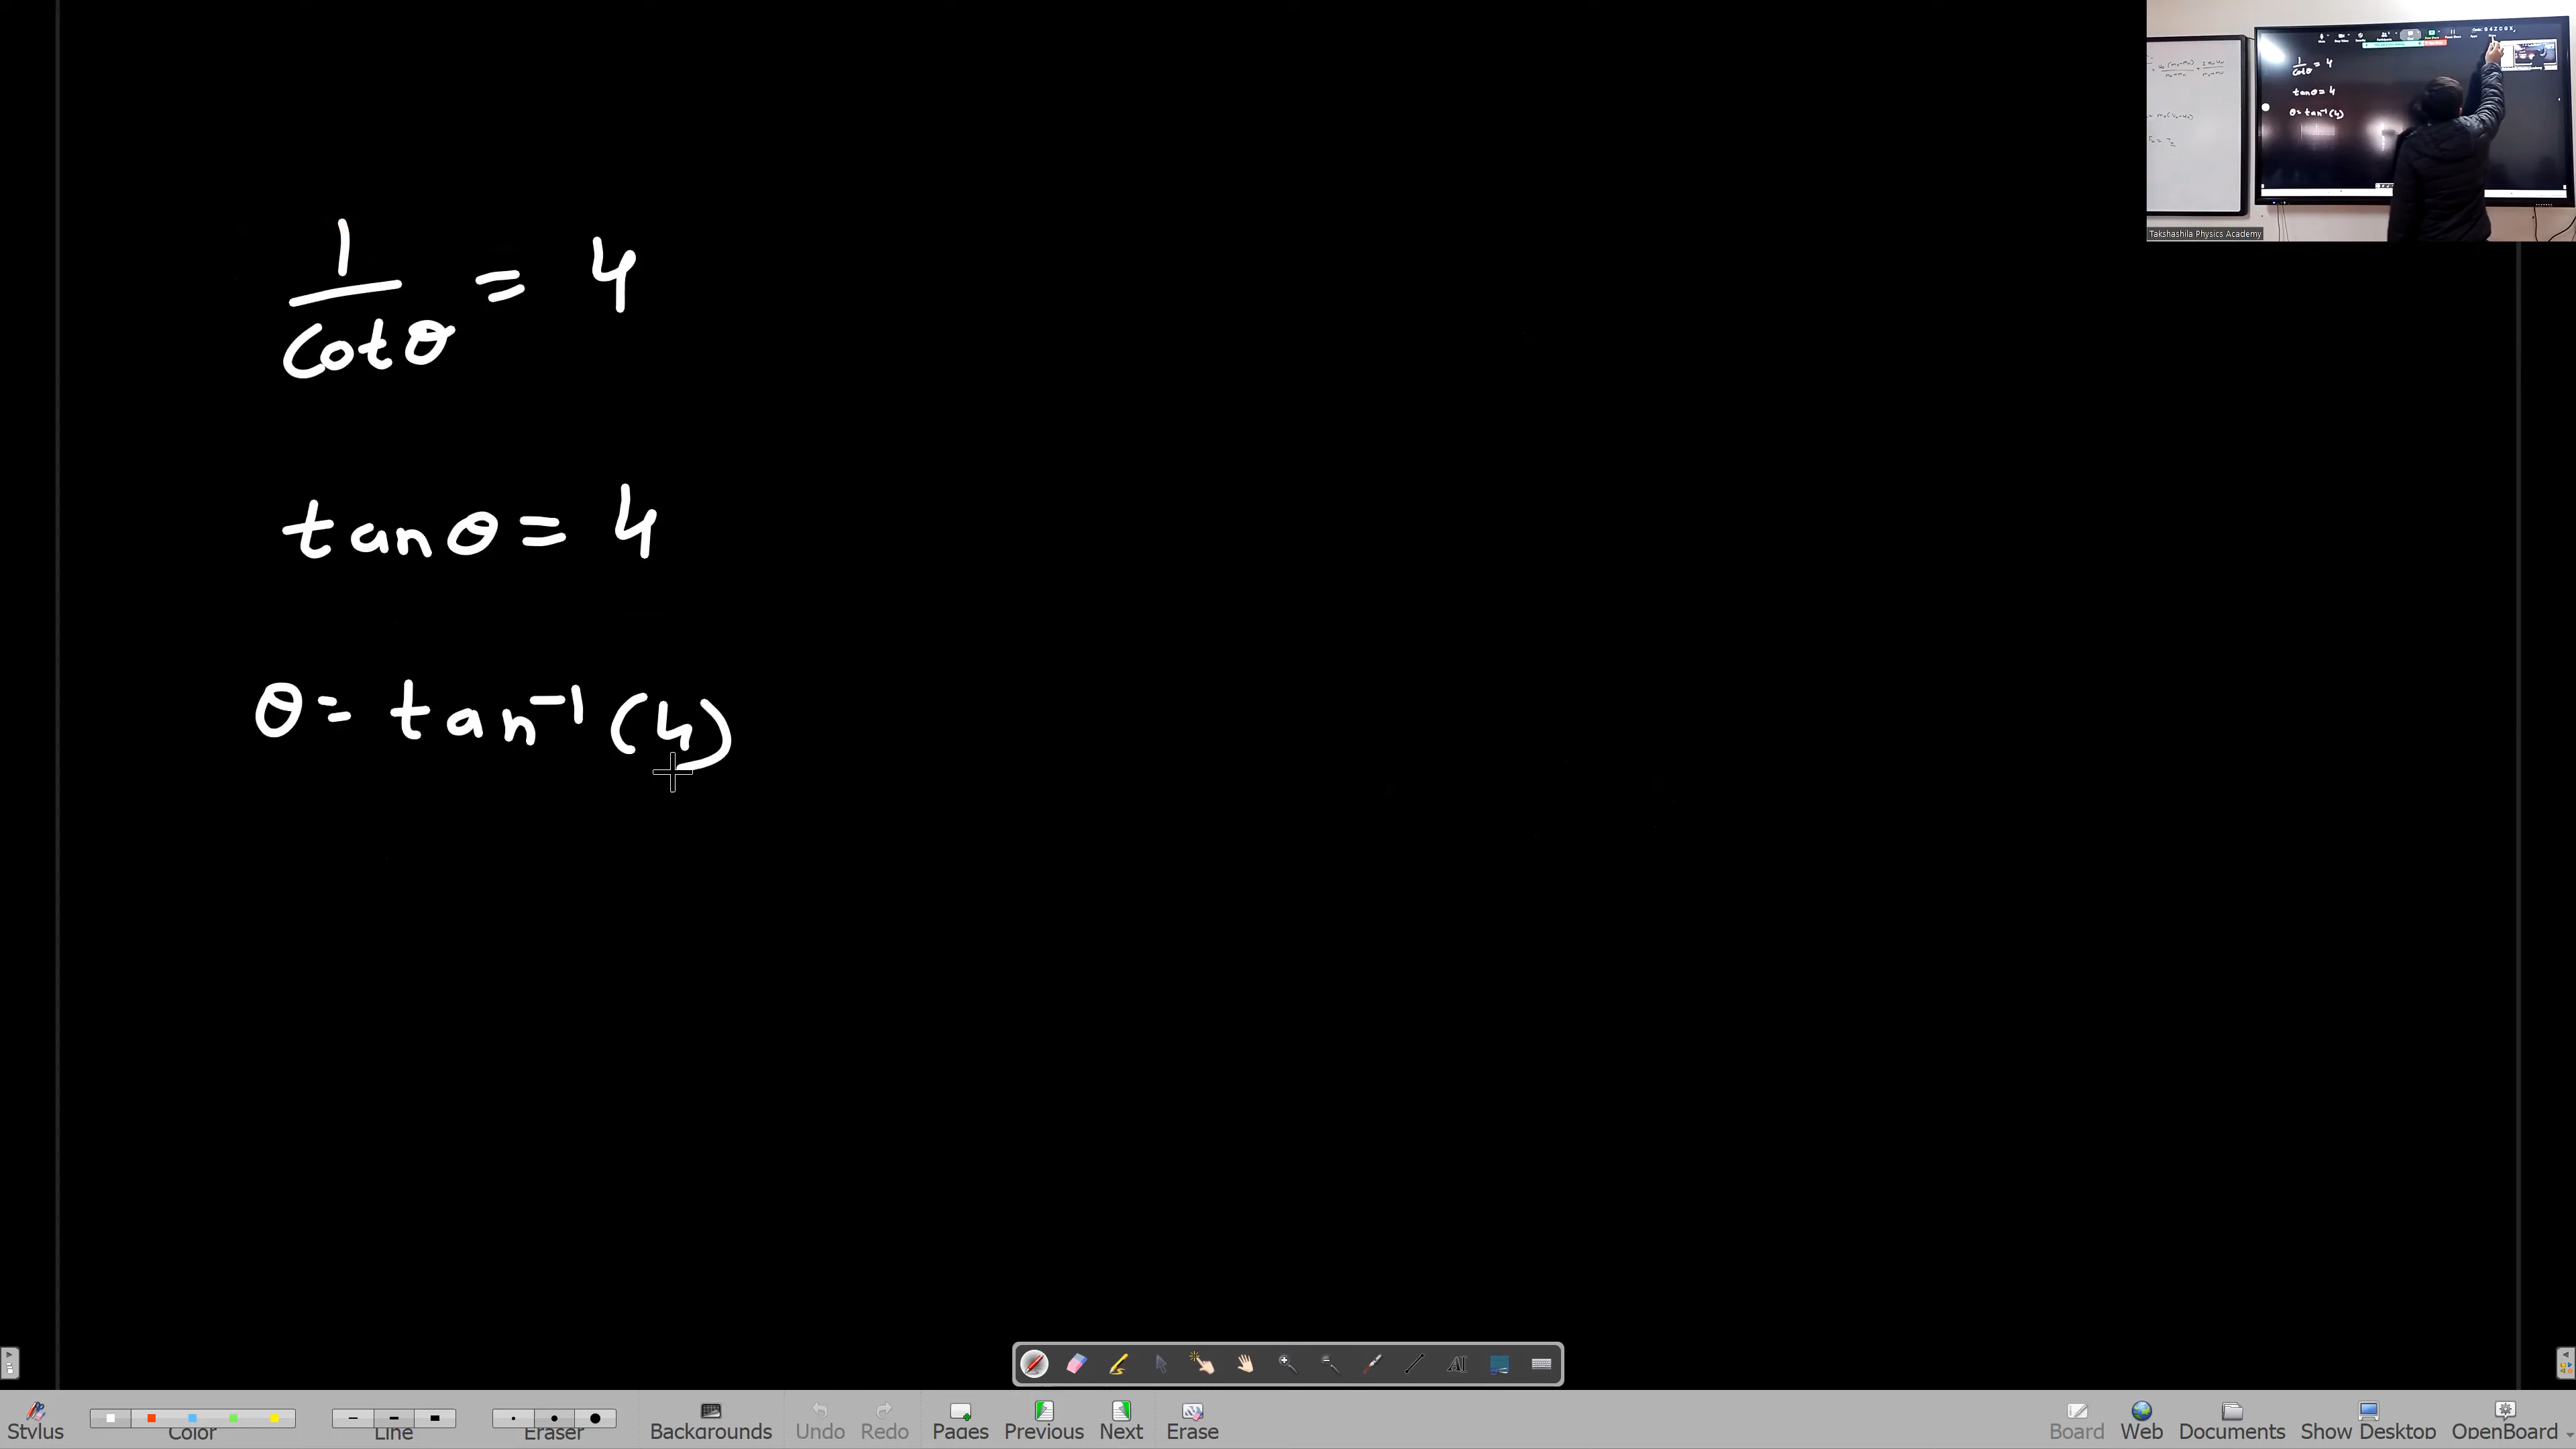 1/cotθ = 4
tanθ = 4
θ = tan⁻¹ (4)
Takshashila Physics Academy
Stylus Color Line Eraser Backgrounds Undo Redo Pages Previous Next Erase Board Web Documents Show Desktop OpenBoard